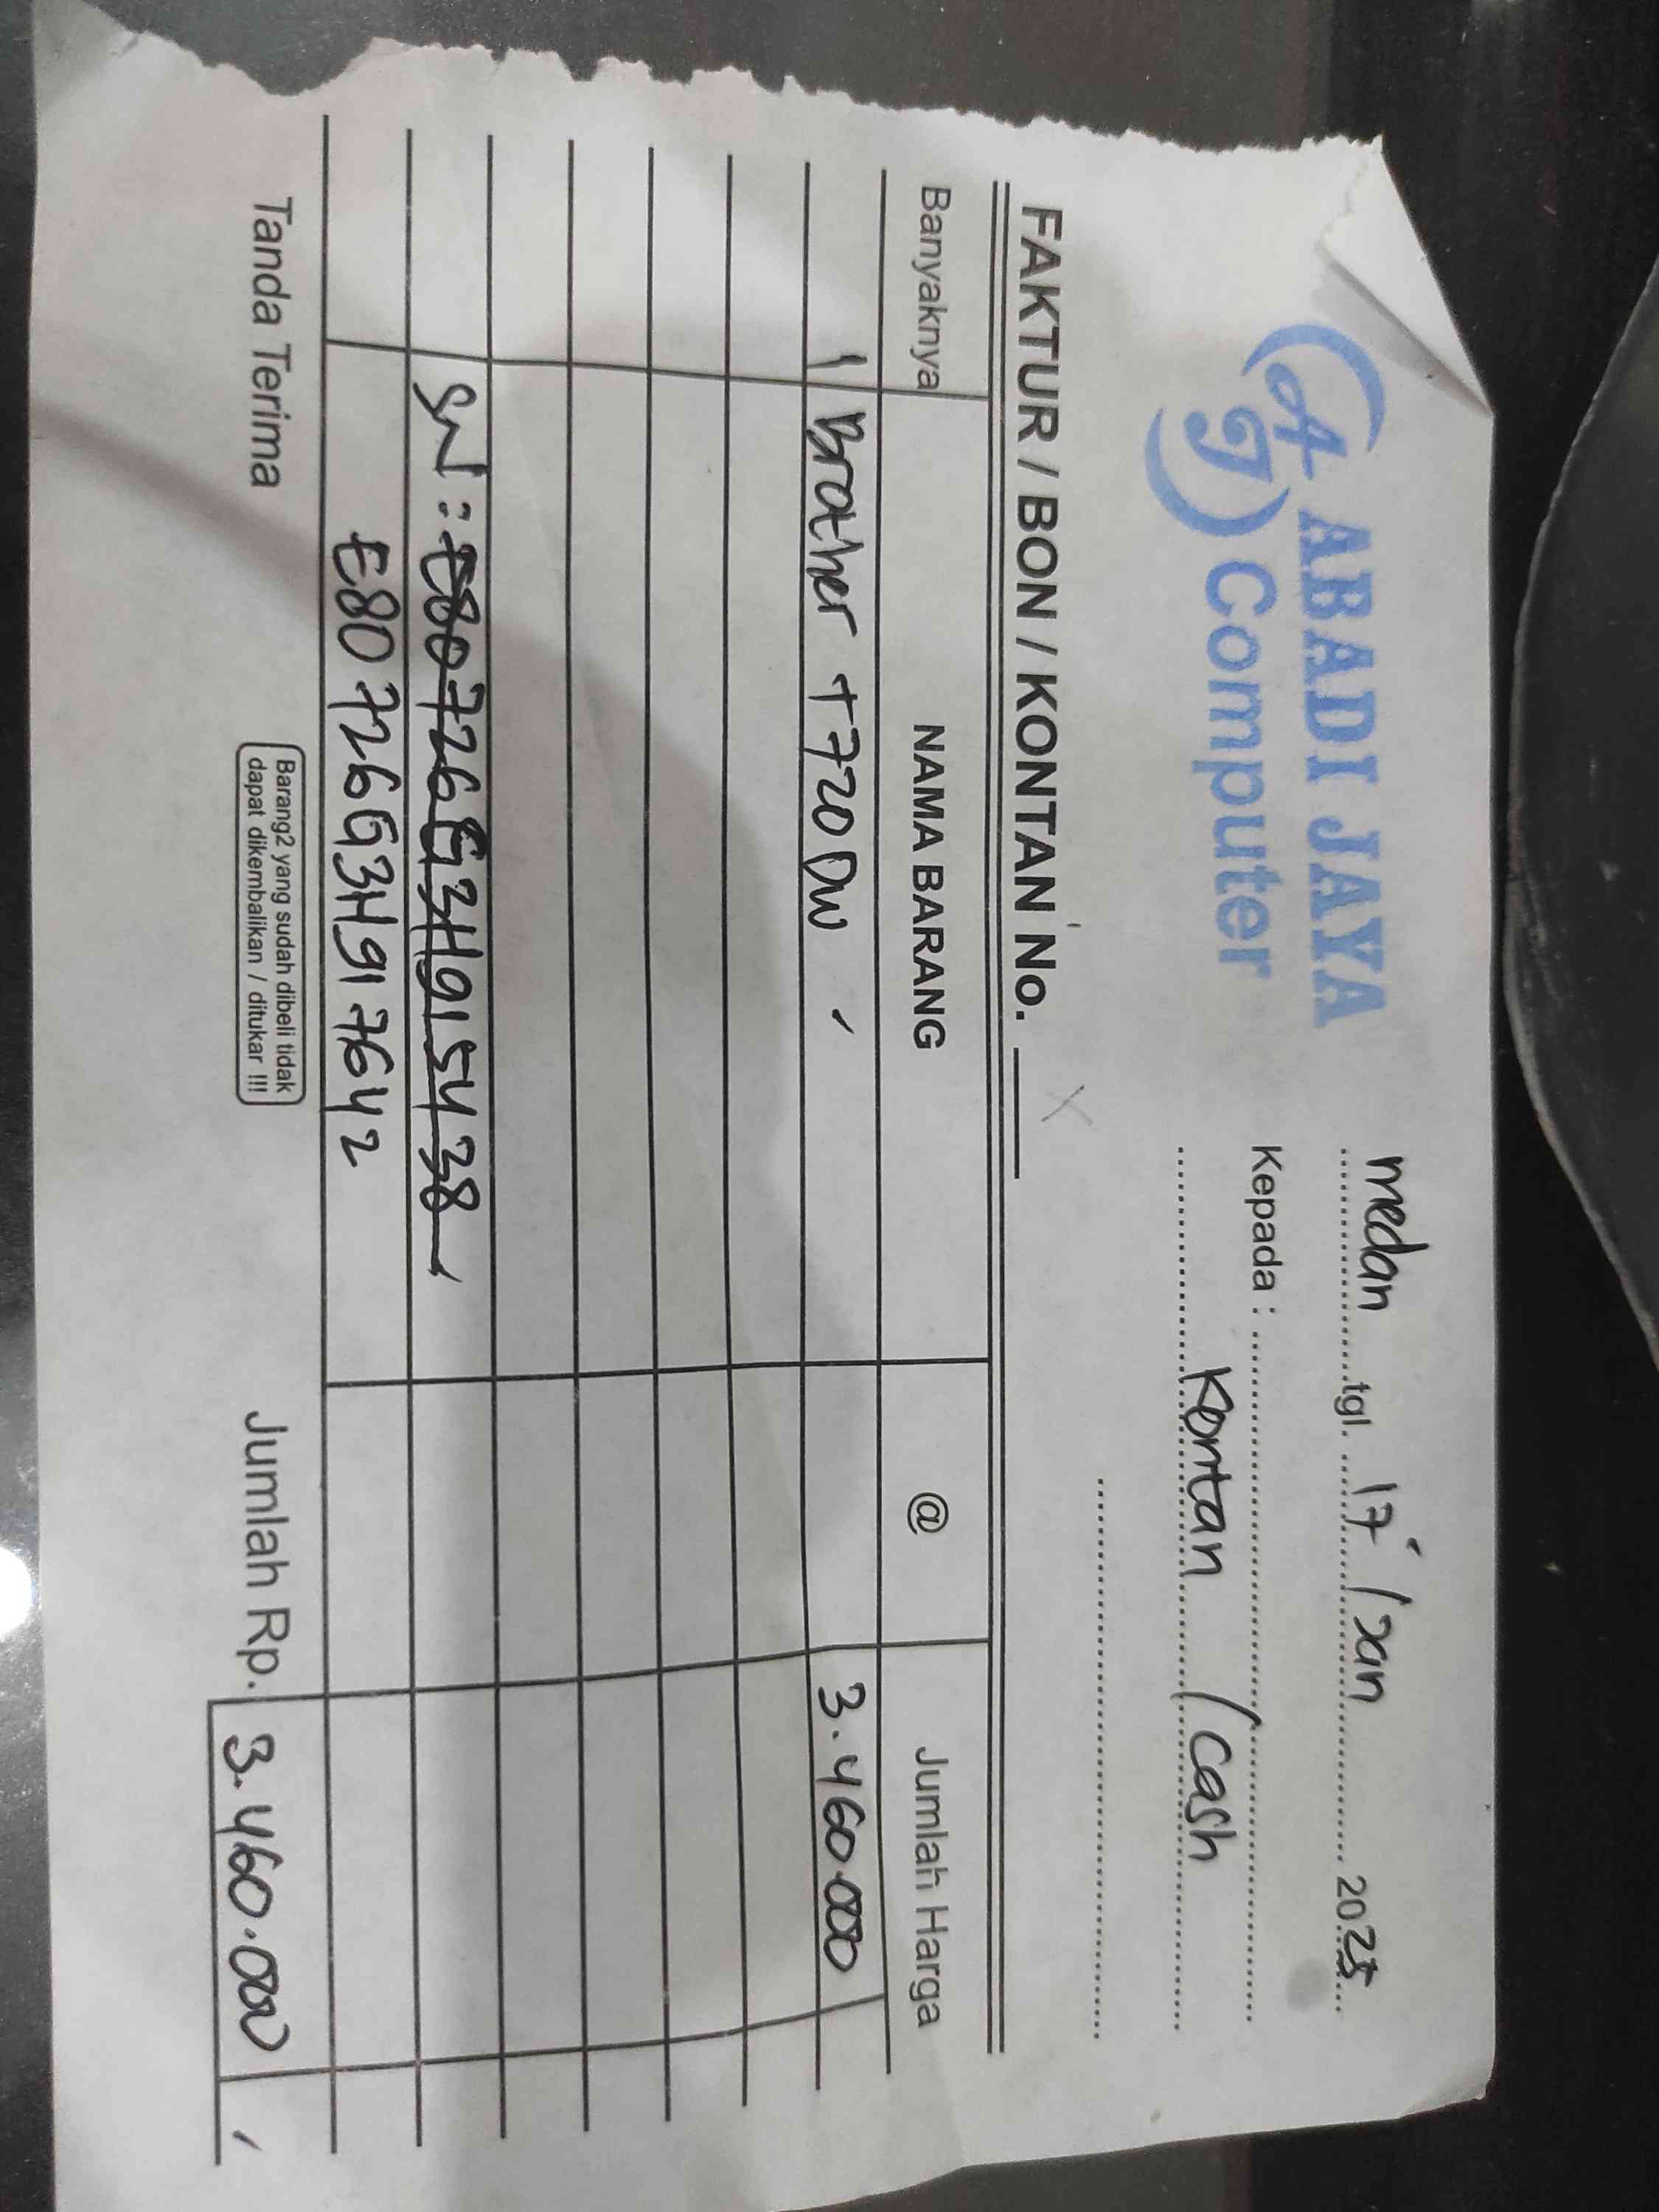 AJ ABADI JAYA
Computer
medan tgl. 17 / Jan 2025
Kepada :
Kontan / Cash
FAKTUR / BON / KONTAN No.
Banyaknya NAMA BARANG @ Jumlah Harga
1 Brother T720 DW 3.460.000
SN : E80726G3H915438
E80726G3H917642
Tanda Terima
Barang2 yang sudah dibeli tidak
dapat dikembalikan / ditukar !!!
Jumlah Rp. 3.460.000